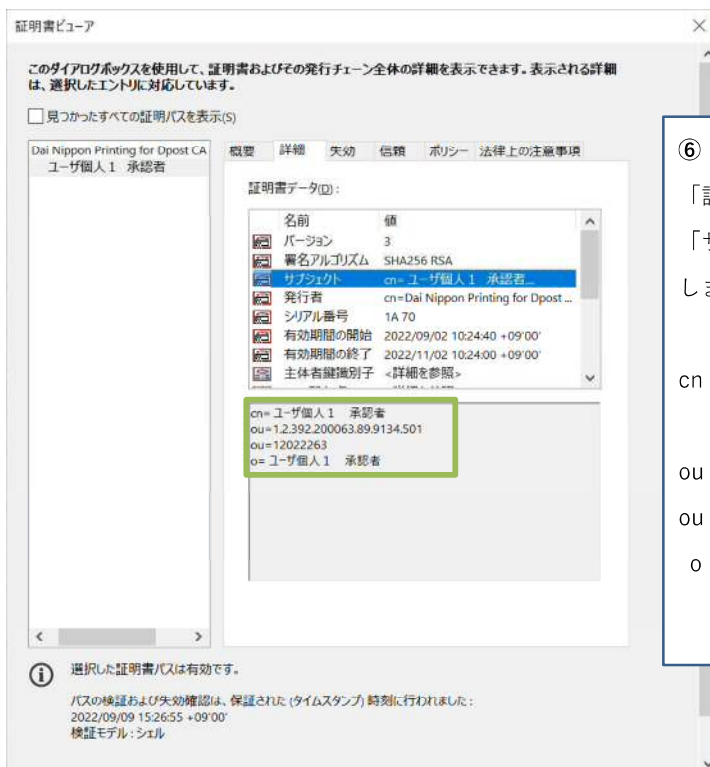 証明書ビューア
このダイアログボックスを使用して、証明書およびその発行チェーン全体の詳細を表示できます。表示される詳細
は、選択したエントリに対応しています。
見つかったすべての証明パスを表示(S)
Dai Nippon Printing for Dpost CA
ユーザ個人１　承認者
概要 詳細 失効 信頼 ポリシー 法律上の注意事項
証明書データ(D):
名前 値
バージョン 3
署名アルゴリズム SHA256 RSA
サブジェクト cn= ユーザ個人１　承認者...
発行者 cn=Dai Nippon Printing for Dpost ...
シリアル番号 1A 70
有効期間の開始 2022/09/02 10:24:40 +09'00'
有効期間の終了 2022/11/02 10:24:00 +09'00'
主体者鍵識別子 <詳細を参照>
cn= ユーザ個人１　承認者
ou=1.2.392.200063.89.9134.501
ou=12022263
o= ユーザ個人１　承認者
選択した証明書パスは有効です。
パスの検証および失効確認は、保証された (タイムスタンプ) 時刻に行われました :
2022/09/09 15:26:55 +09'00'
検証モデル : シェル
⑥
「
「
し
cn
ou
ou
o